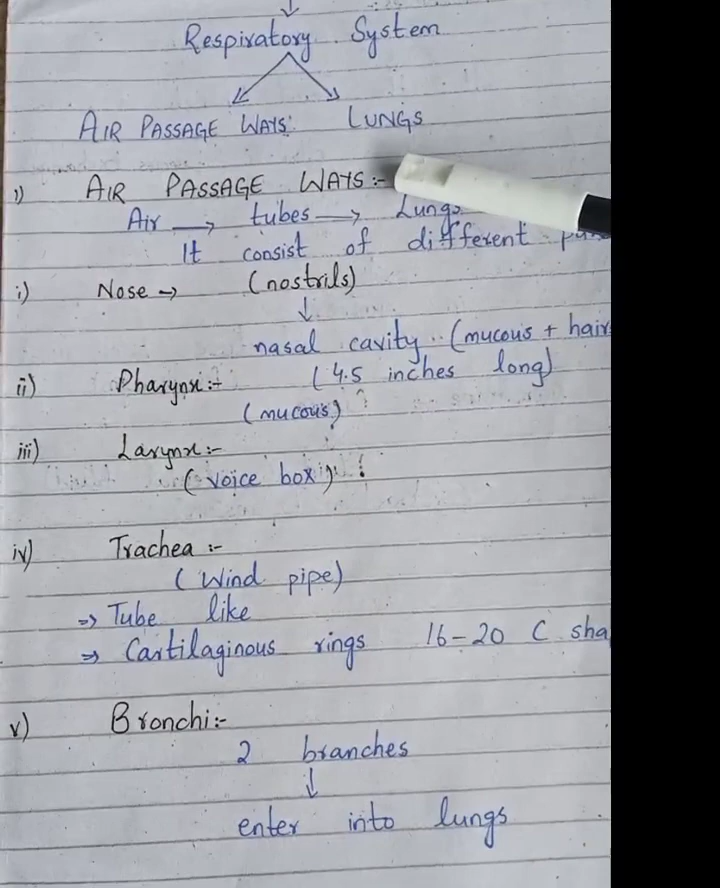 Respiratory System
AIR PASSAGE WAYS LUNGS
1) AIR PASSAGE WAYS:-
Air → tubes → Lungs
It consist of different
i) Nose → (nostrils)
↓
nasal cavity (mucous + hair
ii) Pharynx:- (4.5 inches long)
(mucous)
iii) Larynx:-
(voice box)
iv) Trachea:-
(Wind pipe)
⇒ Tube like
⇒ Cartilaginous rings 16-20 C sha
v) Bronchi:-
2 branches
↓
enter into lungs